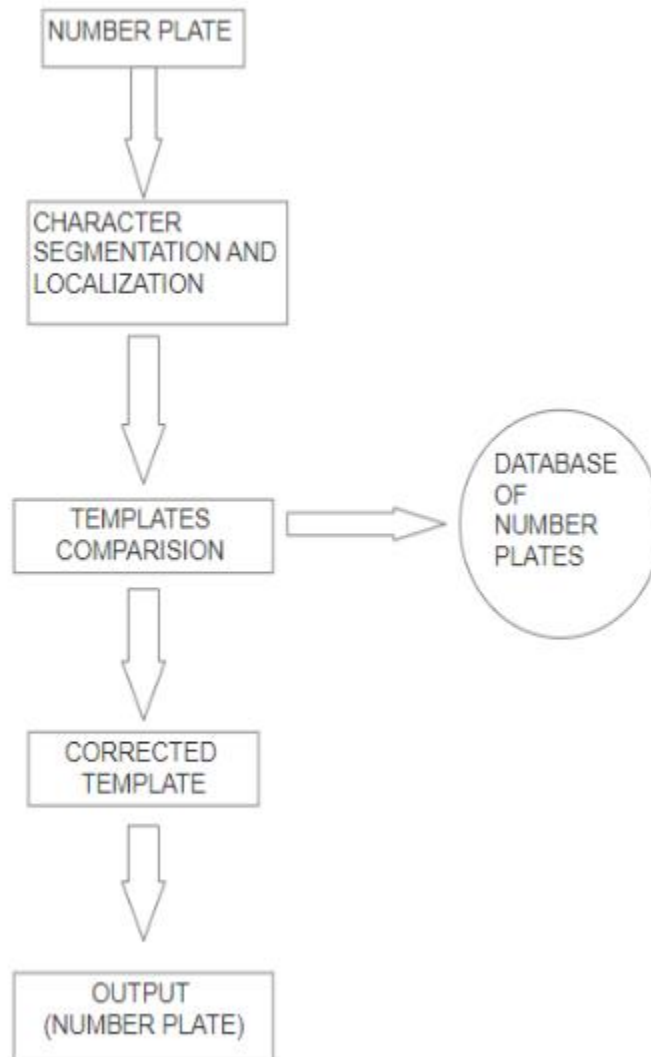 NUMBER PLATE
CHARACTER
SEGMENTATION AND
LOCALIZATION
TEMPLATES
COMPARISION
DATABASE
OF
NUMBER
PLATES
CORRECTED
TEMPLATE
OUTPUT
(NUMBER PLATE)